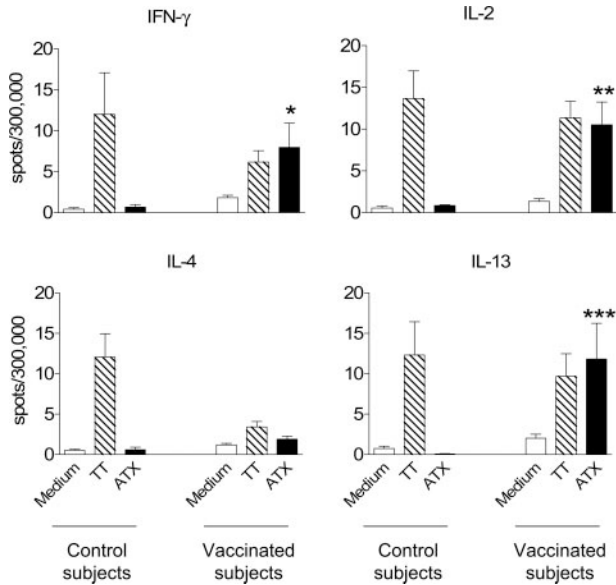 IFN-γ
20
15
10
5
0
spots/300,000
*
IL-2
20
15
10
5
0
**
IL-4
20
15
10
5
0
spots/300,000
Medium
TT
ATX
Medium
TT
ATX
Control
subjects
Vaccinated
subjects
IL-13
20
15
10
5
0
***
Medium
TT
ATX
Medium
TT
ATX
Control
subjects
Vaccinated
subjects